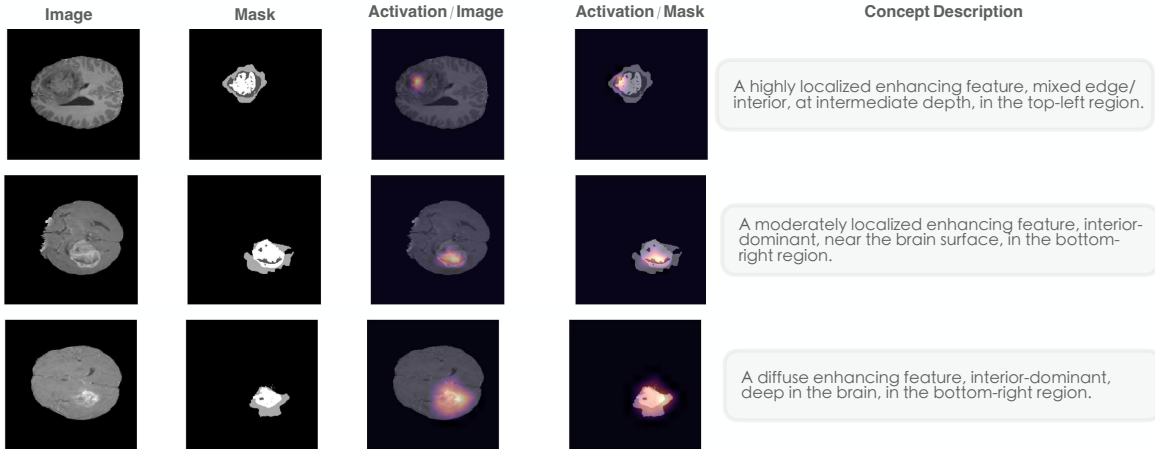 Image Mask Activation / Image Activation / Mask Concept Description
A highly localized enhancing feature, mixed edge/
interior, at intermediate depth, in the top-left region.
A moderately localized enhancing feature, interior-
dominant, near the brain surface, in the bottom-
right region.
A diffuse enhancing feature, interior-dominant,
deep in the brain, in the bottom-right region.